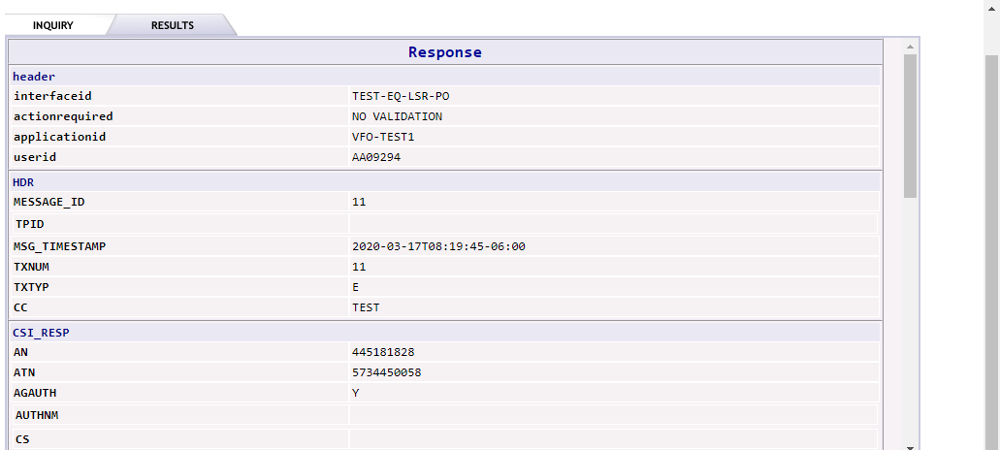 INQUIRY RESULTS
Response
header
interfaceid TEST-EQ-LSR-PO
actionrequired NO VALIDATION
applicationid VFO-TEST1
userid AA09294
HDR
MESSAGE_ID 11
TPID
MSG_TIMESTAMP 2020-03-17T08:19:45-06:00
TXNUM 11
TXTYP E
CC TEST
CSI_RESP
AN 445181828
ATN 5734450058
AGAUTH Y
AUTHNM
CS